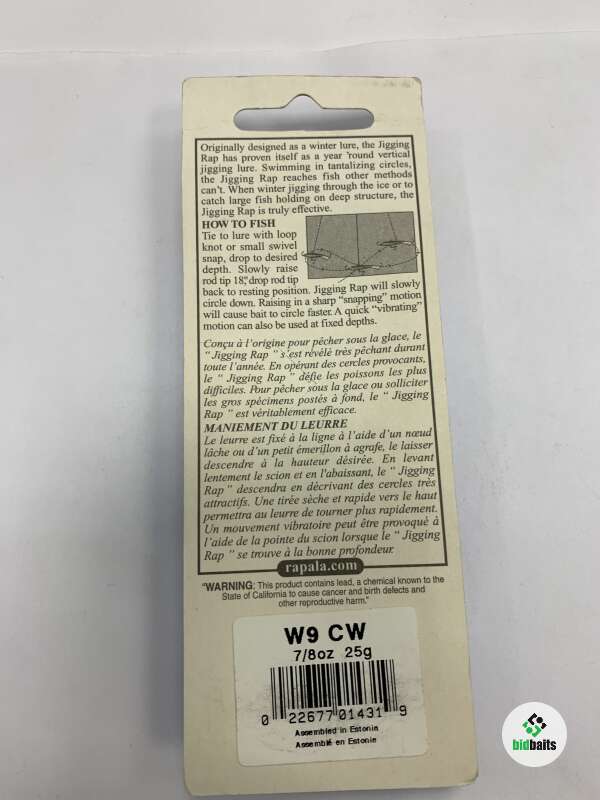 Originally designed as a winter lure, the Jigging
Rap has proven itself as a year 'round vertical
jigging lure. Swimming in tantalizing circles,
the Jigging Rap reaches fish other methods
can't. When winter jigging through the ice or to
catch large fish holding on deep structure, the
Jigging Rap is truly effective.
HOW TO FISH
Tie to lure with loop
knot or small swivel
snap, drop to desired
depth. Slowly raise
rod tip 18", drop rod tip
back to resting position. Jigging Rap will slowly
circle down. Raising in a sharp "snapping" motion
will cause bait to circle faster. A quick "vibrating"
motion can also be used at fixed depths.
Conçu à l'origine pour pêcher sous la glace, le
" Jigging Rap " s'est révélé très pêchant durant
toute l'année. En opérant des cercles provocants,
le " Jigging Rap " défie les poissons les plus
difficiles. Pour pêcher sous la glace ou solliciter
les gros spécimens postés à fond, le " Jigging
Rap " est véritablement efficace.
MANIEMENT DU LEURRE
Le leurre est fixé à la ligne à l'aide d'un nœud
lâche ou d'un petit émerillon à agrafe, le laisser
descendre à la hauteur désirée. En levant
lentement le scion et en l'abaissant, le " Jigging
Rap " descendra en décrivant des cercles très
attractifs. Une tirée sèche et rapide vers le haut
permettra au leurre de tourner plus rapidement.
Un mouvement vibratoire peut être provoqué à
l'aide de la pointe du scion lorsque le " Jigging
Rap " se trouve à la bonne profondeur.
rapala.com
"WARNING: This product contains lead, a chemical known to the
State of California to cause cancer and birth defects and
other reproductive harm."
W9 CW
7/8oz 25g
0 22677 01431 9
Assembled in Estonia
Assemblé en Estonie
bidbaits